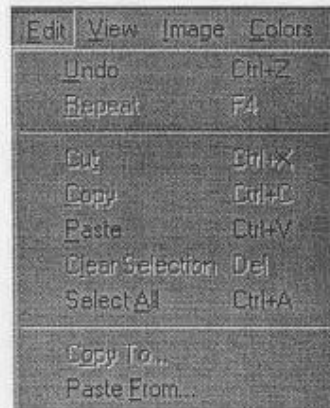 Edit View Image Colors
Undo Ctrl+Z
Repeat F4
Cut Ctrl+X
Copy Ctrl+C
Paste Ctrl+V
Clear Selection Del
Select All Ctrl+A
Copy To...
Paste From...